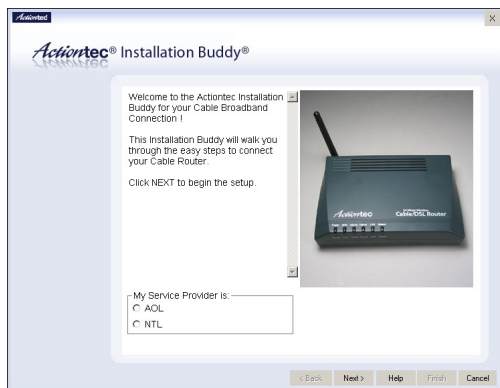 Actiontec
X
Actiontec® Installation Buddy®
Welcome to the Actiontec Installation
Buddy for your Cable Broadband
Connection !
This Installation Buddy will walk you
through the easy steps to connect
your Cable Router.
Click NEXT to begin the setup.
Actiontec
Cable/DSL Router
My Service Provider is:
AOL
NTL
< Back
Next >
Help
Finish
Cancel